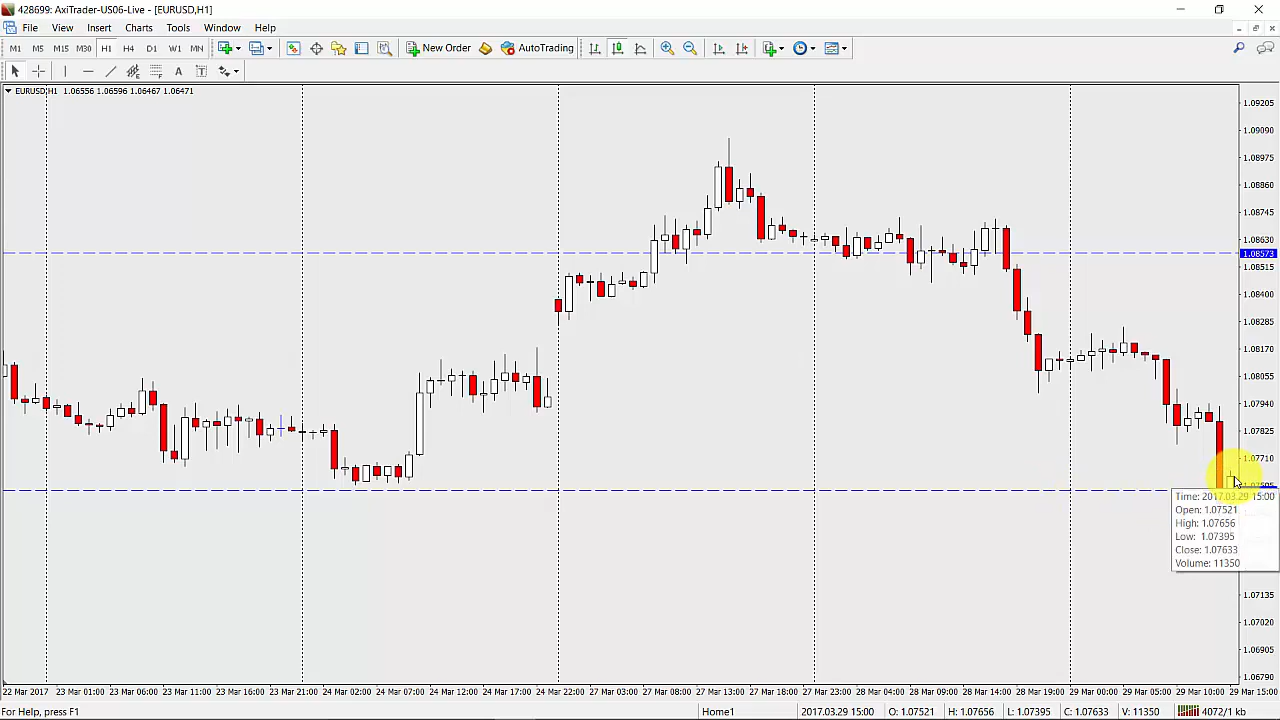 428699: AxiTrader-US06-Live - [EURUSD,H1]
File View Insert Charts Tools Window Help
M1 M5 M15 M30 H1 H4 D1 W1 MN New Order AutoTrading
A T
EURUSD,H1 1.06556 1.06596 1.06467 1.06471
1.09205
1.09090
1.08975
1.08860
1.08745
1.08630
1.08573
1.08515
1.08400
1.08285
1.08170
1.08055
1.07940
1.07825
1.07710
1.07595
Time: 2017.03.29 15:00
Open: 1.07521
High: 1.07656
Low: 1.07395
Close: 1.07633
Volume: 11350
1.07135
1.07020
1.06905
1.06790
22 Mar 2017 23 Mar 01:00 23 Mar 06:00 23 Mar 11:00 23 Mar 16:00 23 Mar 21:00 24 Mar 02:00 24 Mar 07:00 24 Mar 12:00 24 Mar 17:00 24 Mar 22:00 27 Mar 03:00 27 Mar 08:00 27 Mar 13:00 27 Mar 18:00 27 Mar 23:00 28 Mar 04:00 28 Mar 09:00 28 Mar 14:00 28 Mar 19:00 29 Mar 00:00 29 Mar 05:00 29 Mar 10:00 29 Mar 15:00
For Help, press F1 Home1 2017.03.29 15:00 O: 1.07521 H: 1.07656 L: 1.07395 C: 1.07633 V: 11350 4072/1 kb